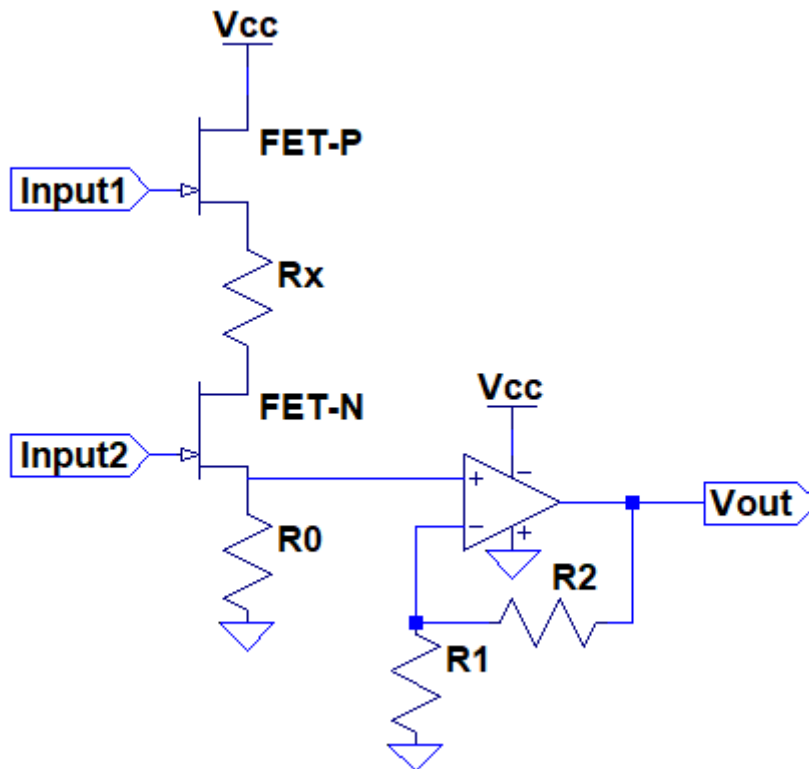 Vcc
FET-P
Input1
Rx
FET-N
Vcc
Input2
+
−
−
+
Vout
R0
R2
R1